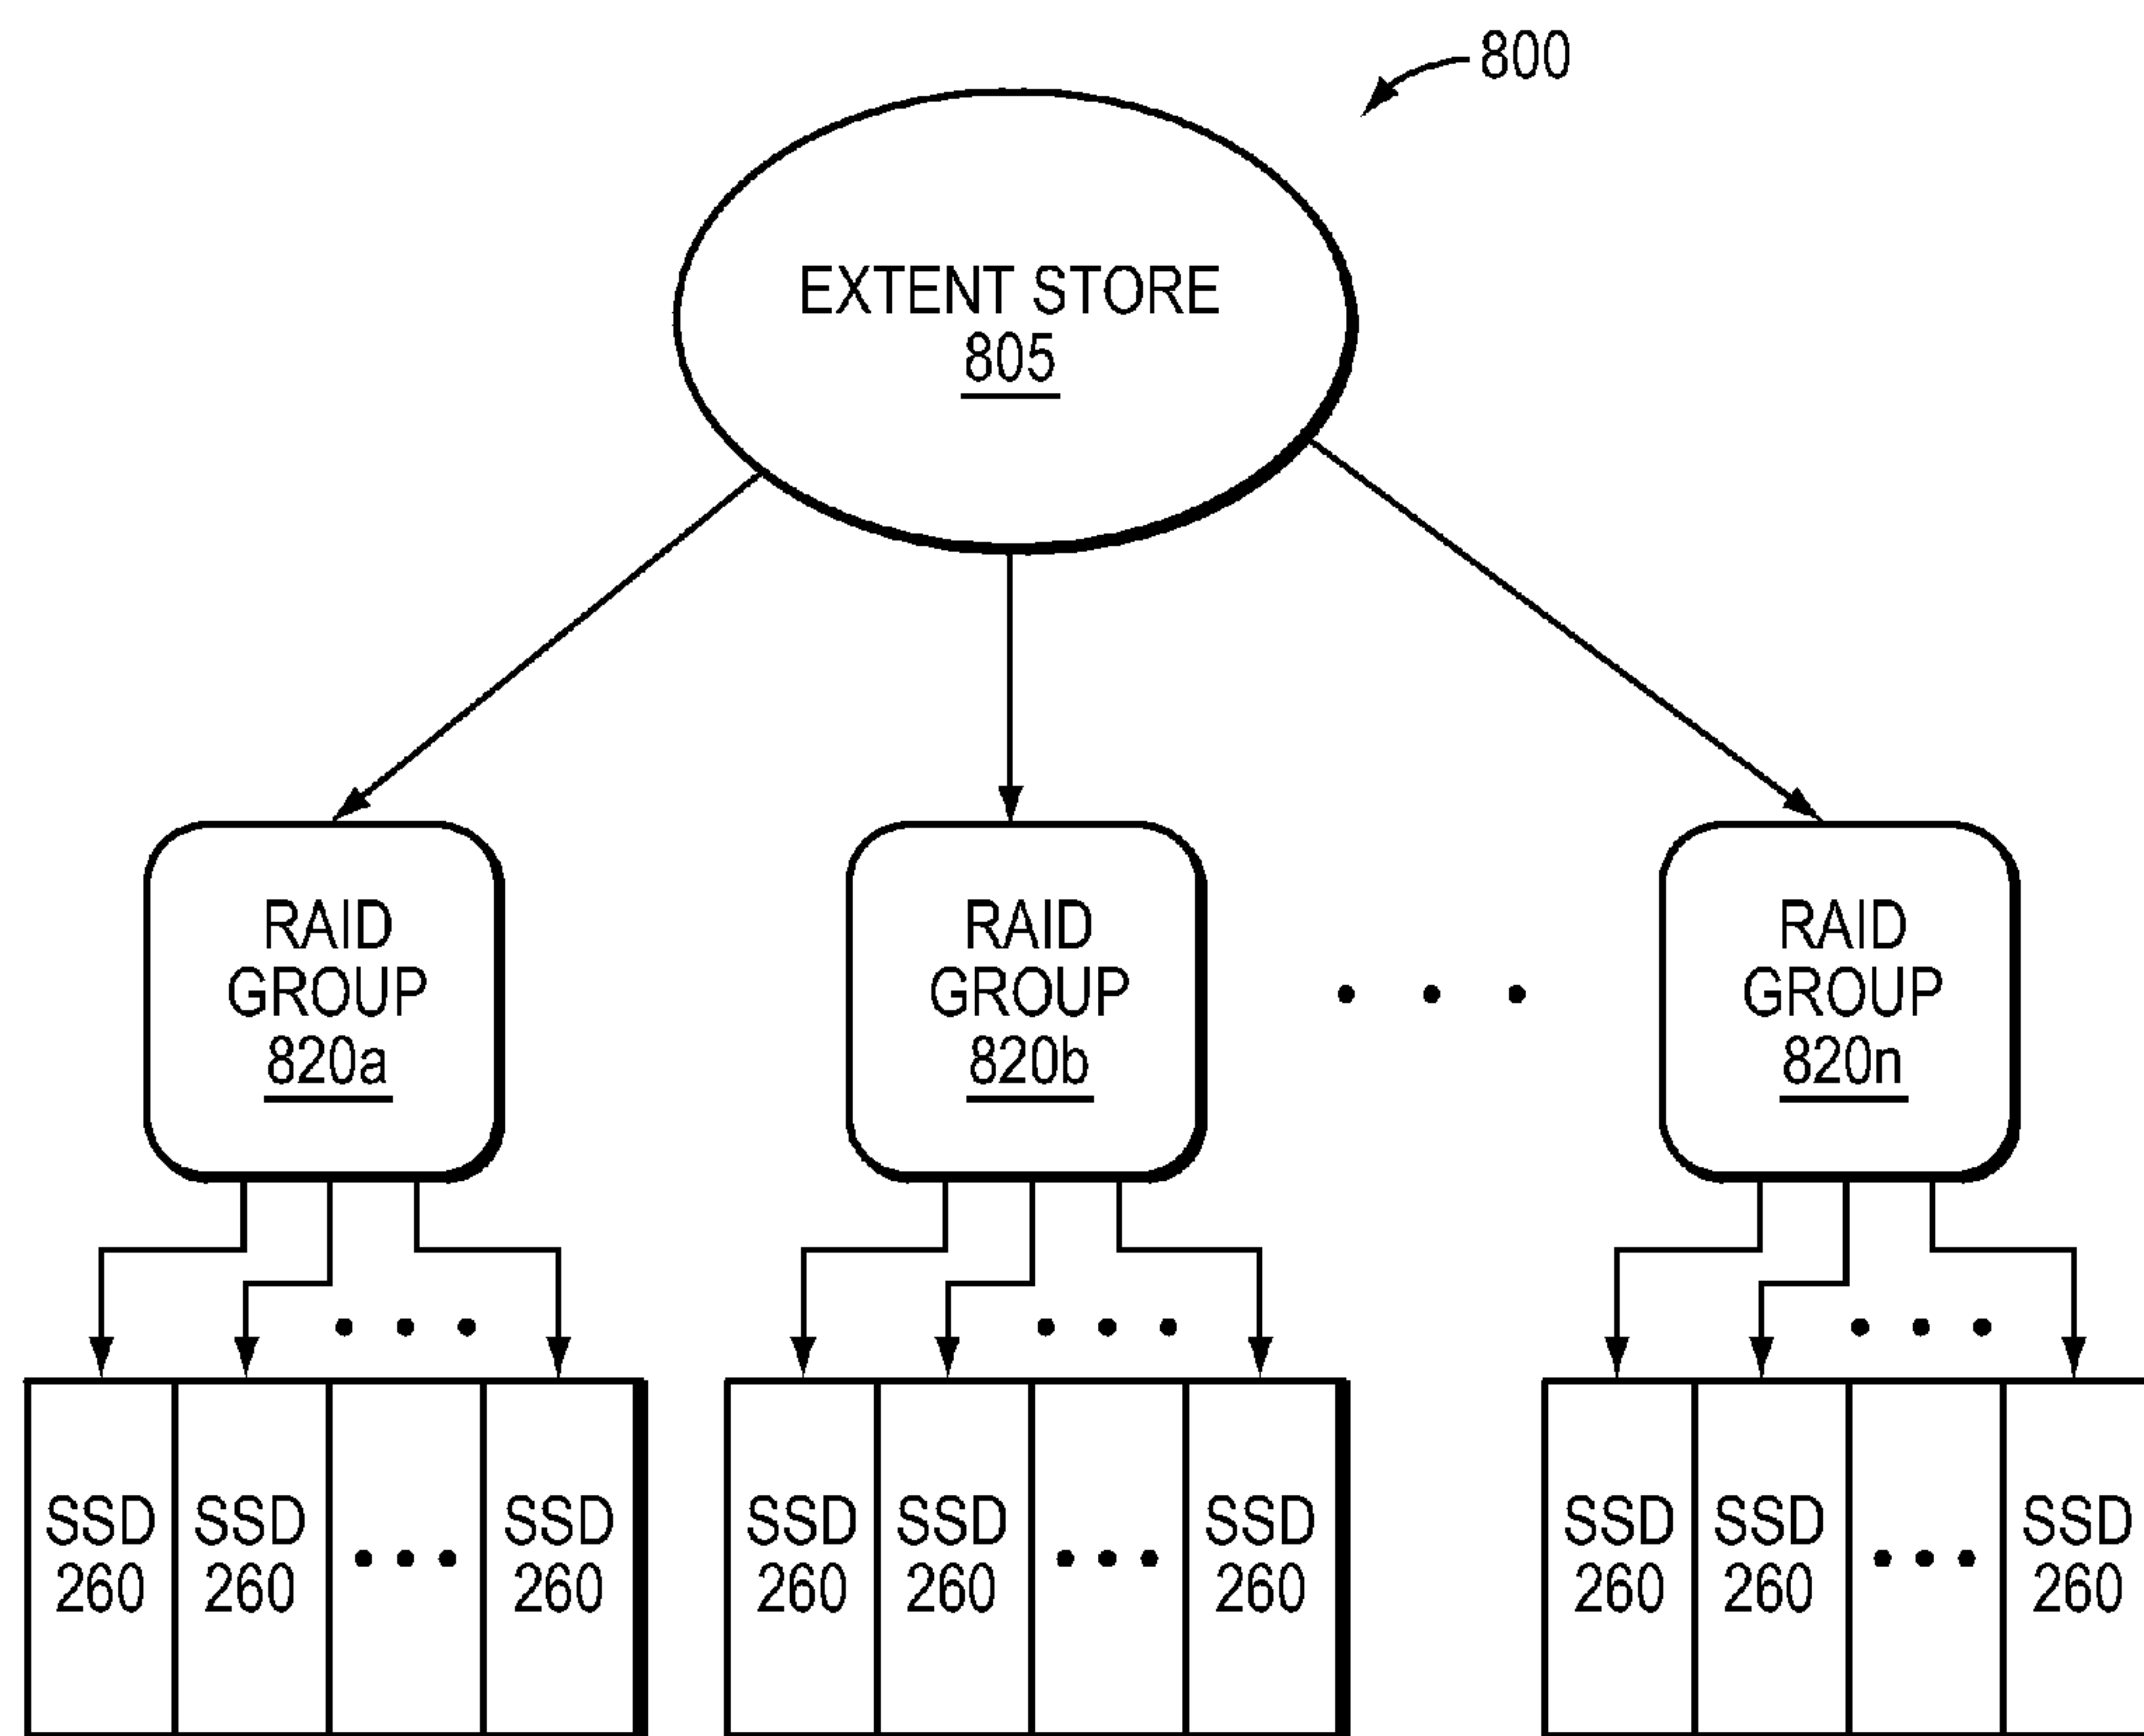 800
EXTENT STORE
805
RAID
GROUP
820a
RAID
GROUP
820b
. . .
RAID
GROUP
820n
. . .
. . .
. . .
SSD
260
SSD
260
. . .
SSD
260
SSD
260
SSD
260
. . .
SSD
260
SSD
260
SSD
260
. . .
SSD
260